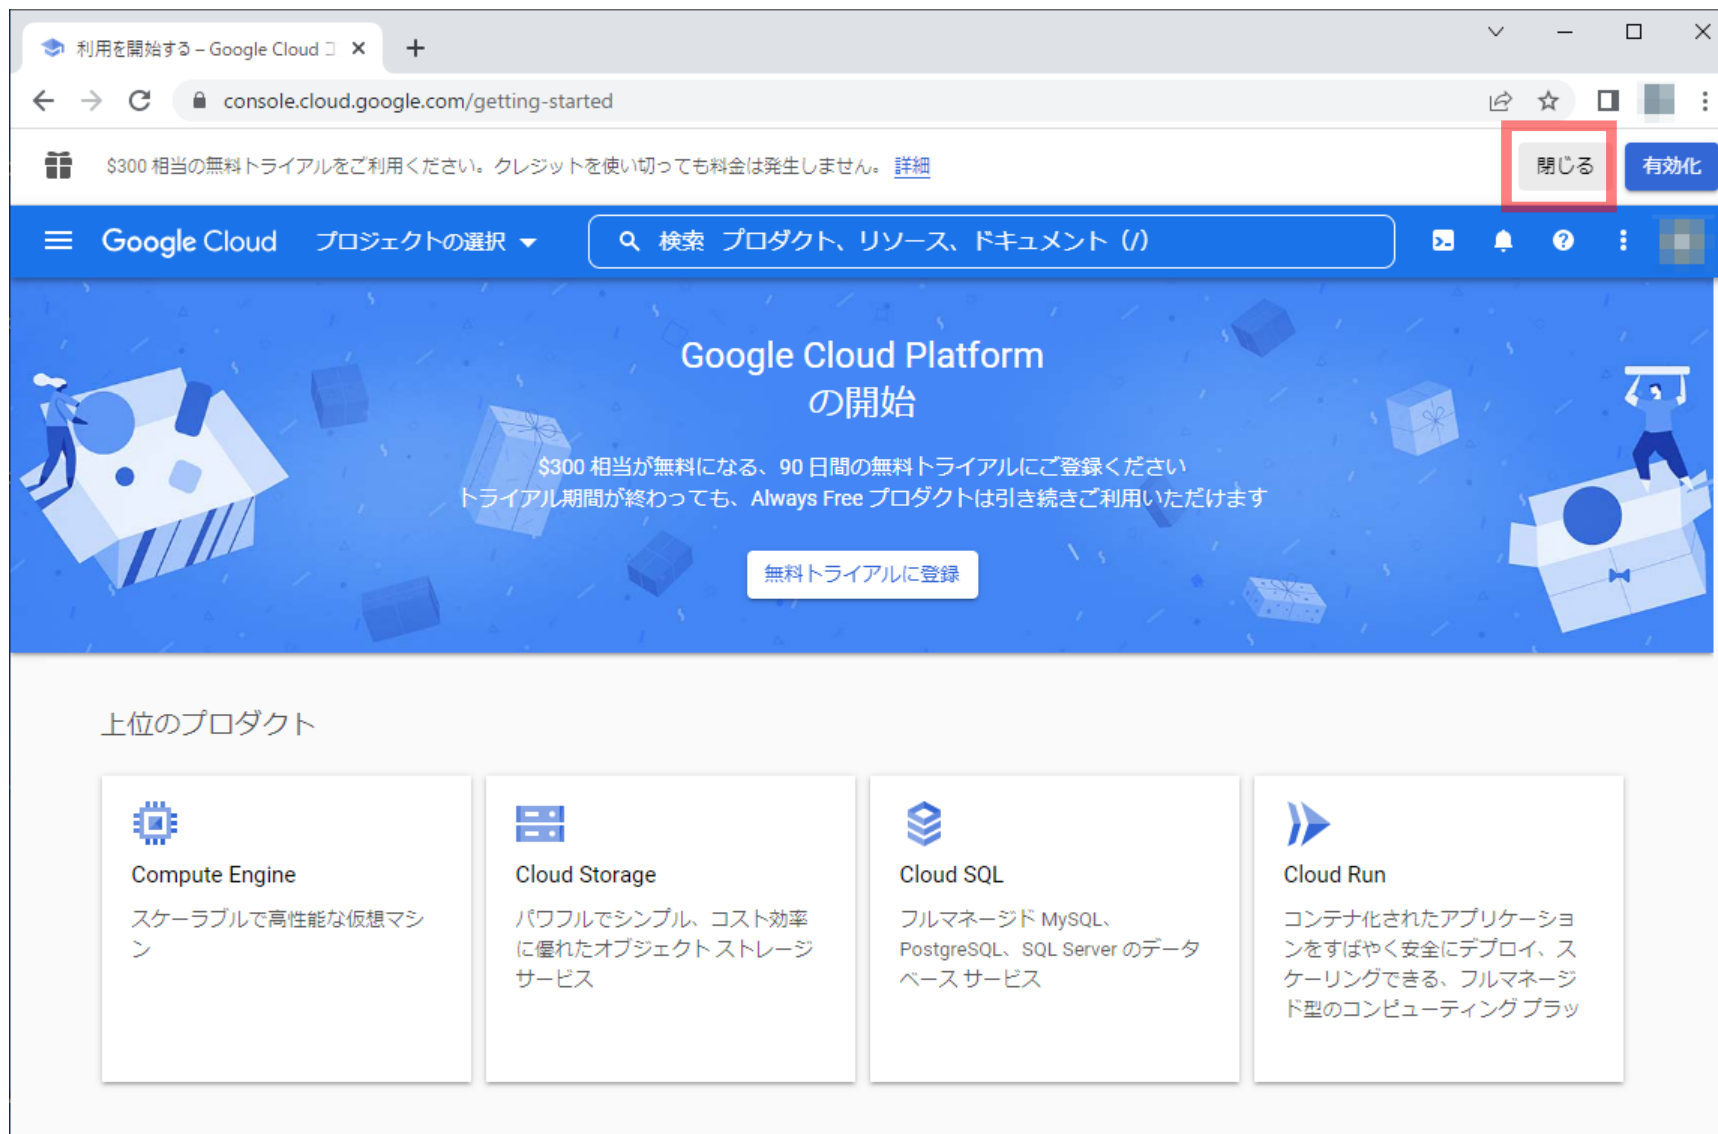 利用を開始する – Google Cloud コ
console.cloud.google.com/getting-started
$300 相当の無料トライアルをご利用ください。クレジットを使い切っても料金は発生しません。 詳細
閉じる
有効化
Google Cloud
プロジェクトの選択
検索 プロダクト、リソース、ドキュメント (/)
Google Cloud Platform
の開始
$300 相当が無料になる、90 日間の無料トライアルにご登録ください
トライアル期間が終わっても、Always Free プロダクトは引き続きご利用いただけます
無料トライアルに登録
上位のプロダクト
Compute Engine
スケーラブルで高性能な仮想マシ
ン
Cloud Storage
パワフルでシンプル、コスト効率
に優れたオブジェクト ストレージ
サービス
Cloud SQL
フルマネージド MySQL、
PostgreSQL、SQL Server のデータ
ベース サービス
Cloud Run
コンテナ化されたアプリケーショ
ンをすばやく安全にデプロイ、ス
ケーリングできる、フルマネージ
ド型のコンピューティング プラッ